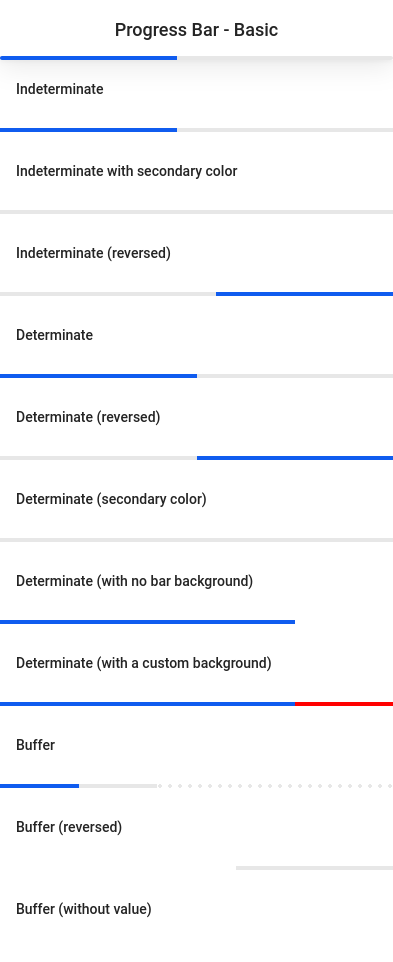 Progress Bar - Basic
Indeterminate
Indeterminate with secondary color
Indeterminate (reversed)
Determinate
Determinate (reversed)
Determinate (secondary color)
Determinate (with no bar background)
Determinate (with a custom background)
Buffer
Buffer (reversed)
Buffer (without value)